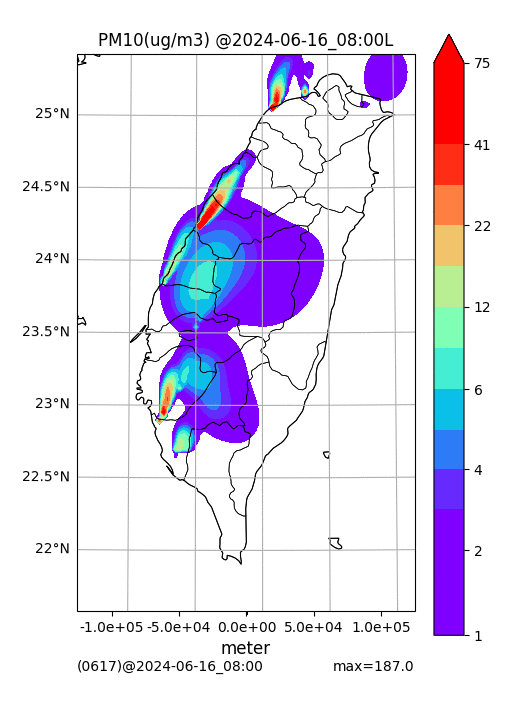 PM10(ug/m3) @2024-06-16_08:00L
75
25°N
41
24.5°N
22
24°N
12
23.5°N
6
23°N
4
22.5°N
2
22°N
1
-1.0e+05 -5.0e+04 0.0e+00 5.0e+04 1.0e+05
meter
(0617)@2024-06-16_08:00 max=187.0